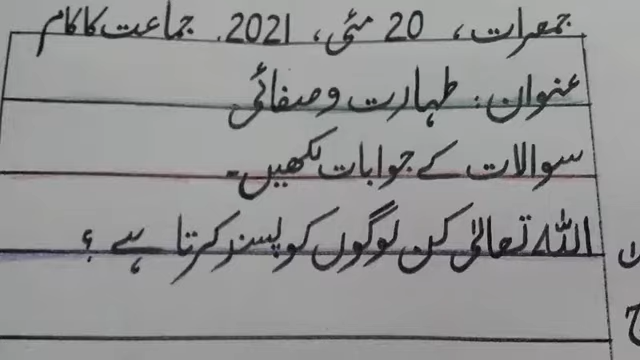 جمعرات، 20 مئی، 2021. جماعت کا کام
عنوان: طہارت و صفائی
سوالات کے جوابات لکھیں۔
اللہ تعالیٰ کن لوگوں کو پسند کرتا ہے ؟